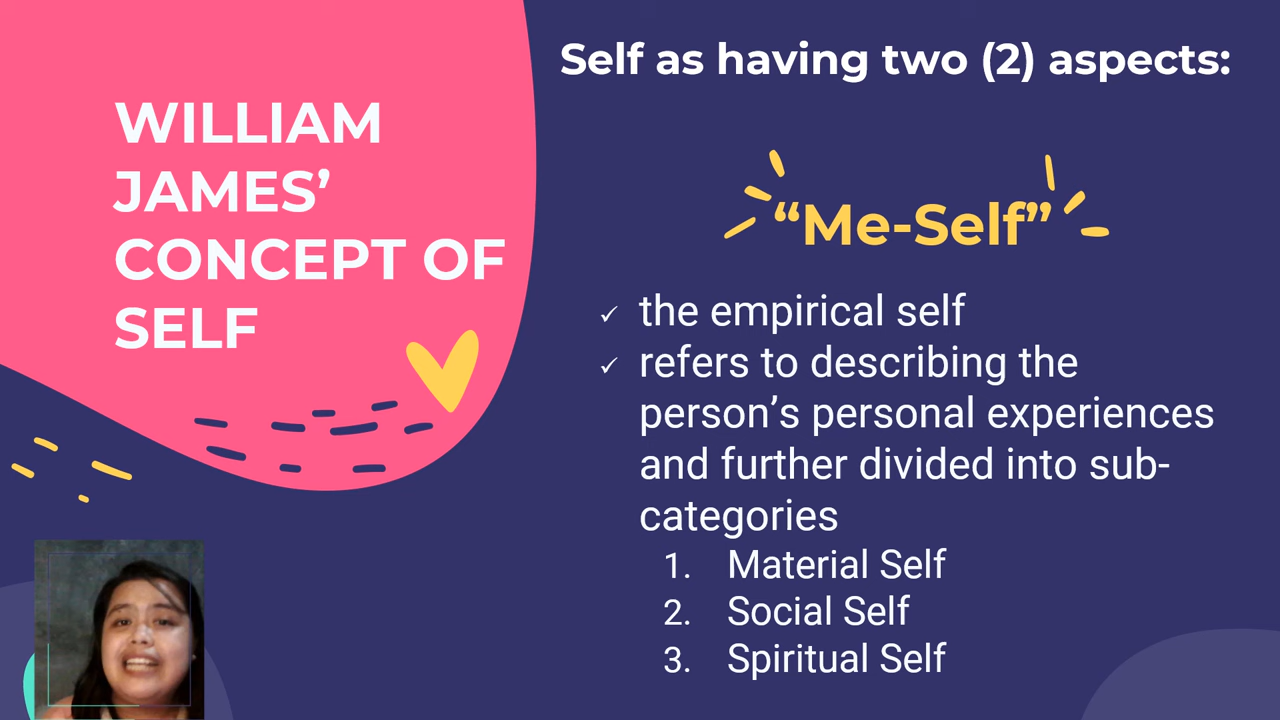 WILLIAM
JAMES’
CONCEPT OF
SELF
Self as having two (2) aspects:
“Me-Self”
✓ the empirical self
✓ refers to describing the
person’s personal experiences
and further divided into sub-
categories
1. Material Self
2. Social Self
3. Spiritual Self